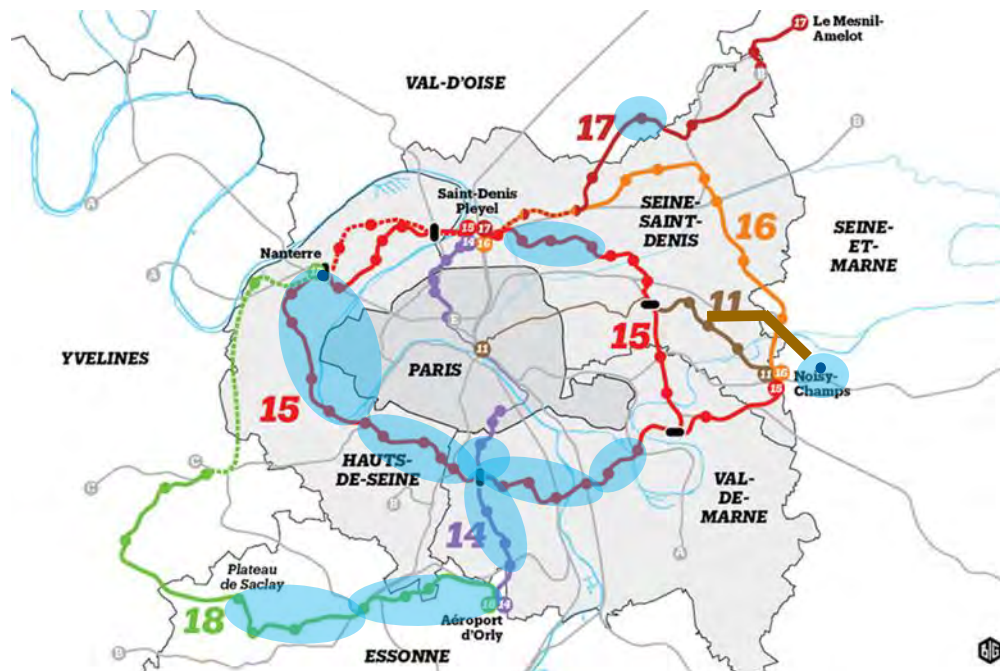 17
Le Mesnil-
Amelot
VAL-D'OISE
B
17
B
A
Saint-Denis
Pleyel
15
17
14
16
SEINE-
SAINT-
DENIS
16
SEINE-
ET-
MARNE
Nanterre
A
E
11
15
11
YVELINES
PARIS
11
16
Noisy-
Champs
15
15
C
C
HAUTS-
DE-SEINE
B
VAL-
DE-
MARNE
14
A
Plateau
de Saclay
18
18
14
Aéroport
d'Orly
B
ESSONNE